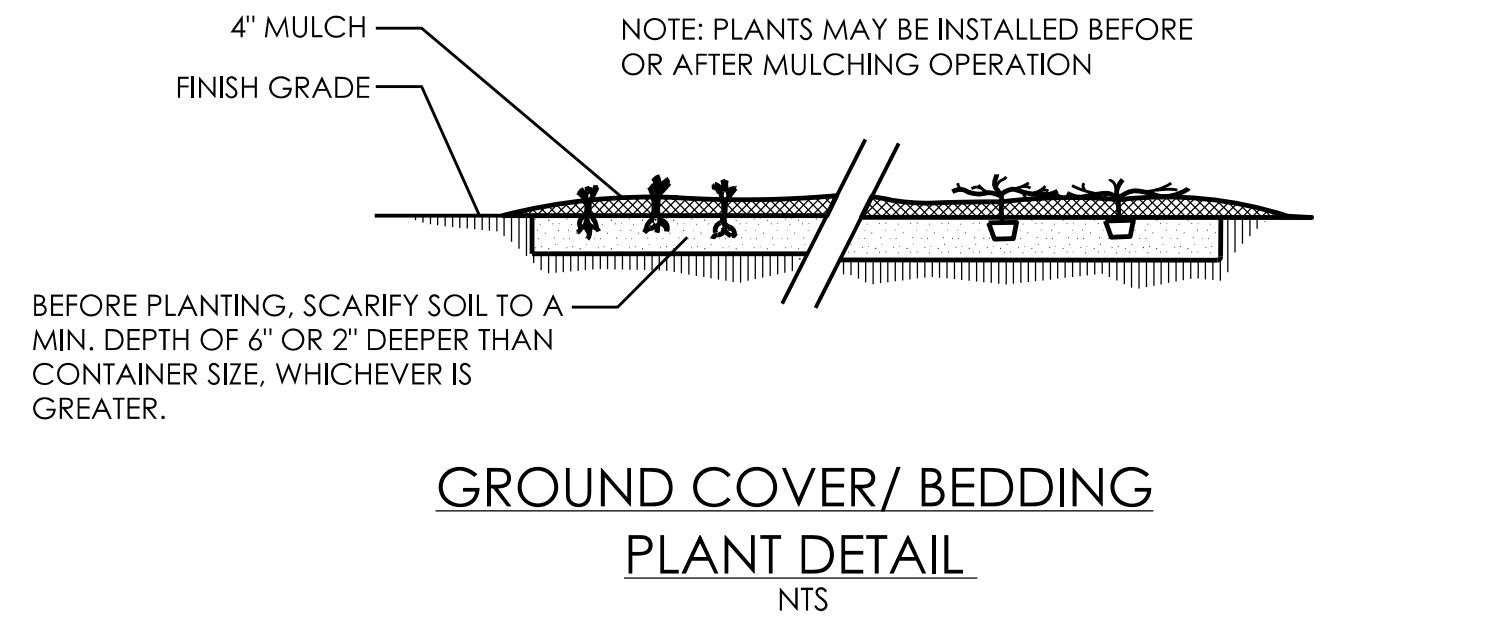 4" MULCH
NOTE: PLANTS MAY BE INSTALLED BEFORE
OR AFTER MULCHING OPERATION
FINISH GRADE
BEFORE PLANTING, SCARIFY SOIL TO A
MIN. DEPTH OF 6" OR 2" DEEPER THAN
CONTAINER SIZE, WHICHEVER IS
GREATER.
GROUND COVER/ BEDDING
PLANT DETAIL
NTS